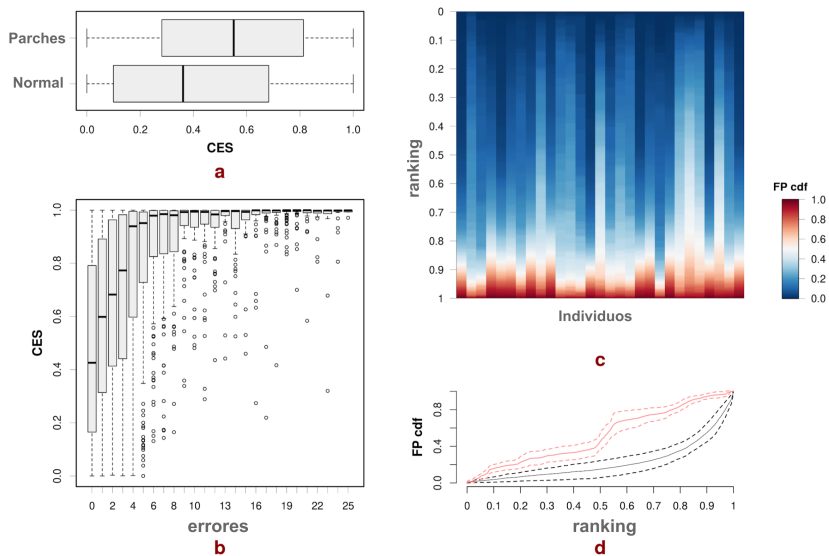 Parches
Normal
0.0 0.2 0.4 0.6 0.8 1.0
CES
a
1.0
0.8
0.6
0.4
0.2
0.0
CES
0 2 4 6 8 10 13 16 19 22 25
errores
b
0
0.1
0.2
0.3
0.4
0.5
0.6
0.7
0.8
0.9
1
ranking
Individuos
FP cdf
1.0
0.8
0.6
0.4
0.2
0.0
c
0.8
0.4
0.0
FP cdf
0 0.1 0.2 0.3 0.4 0.5 0.6 0.7 0.8 0.9 1
ranking
d